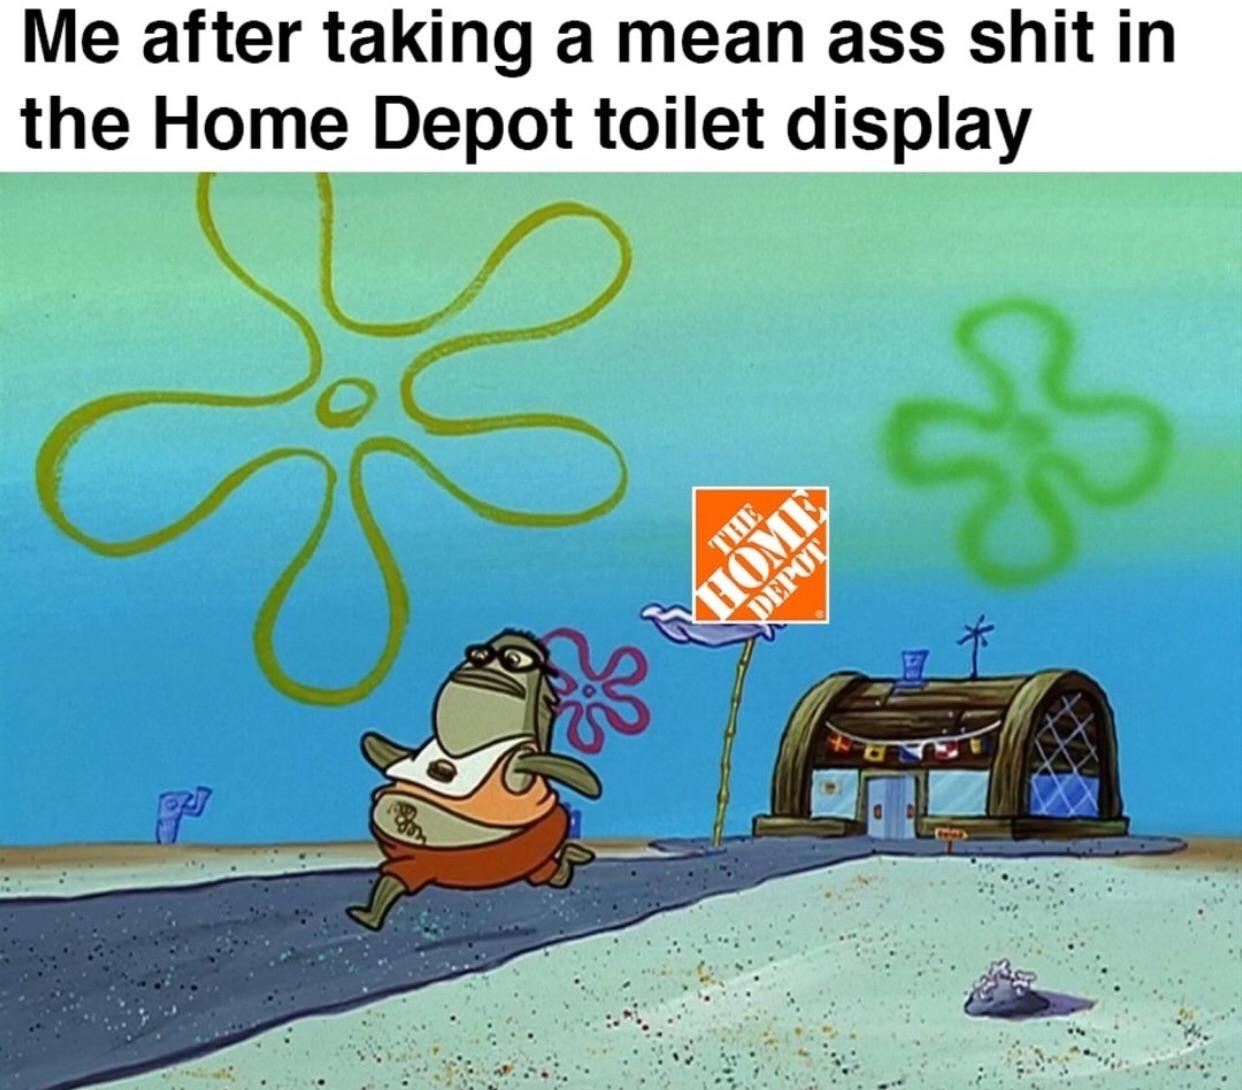 Me after taking a mean ass shit in
the Home Depot toilet display
THE
HOME
DEPOT